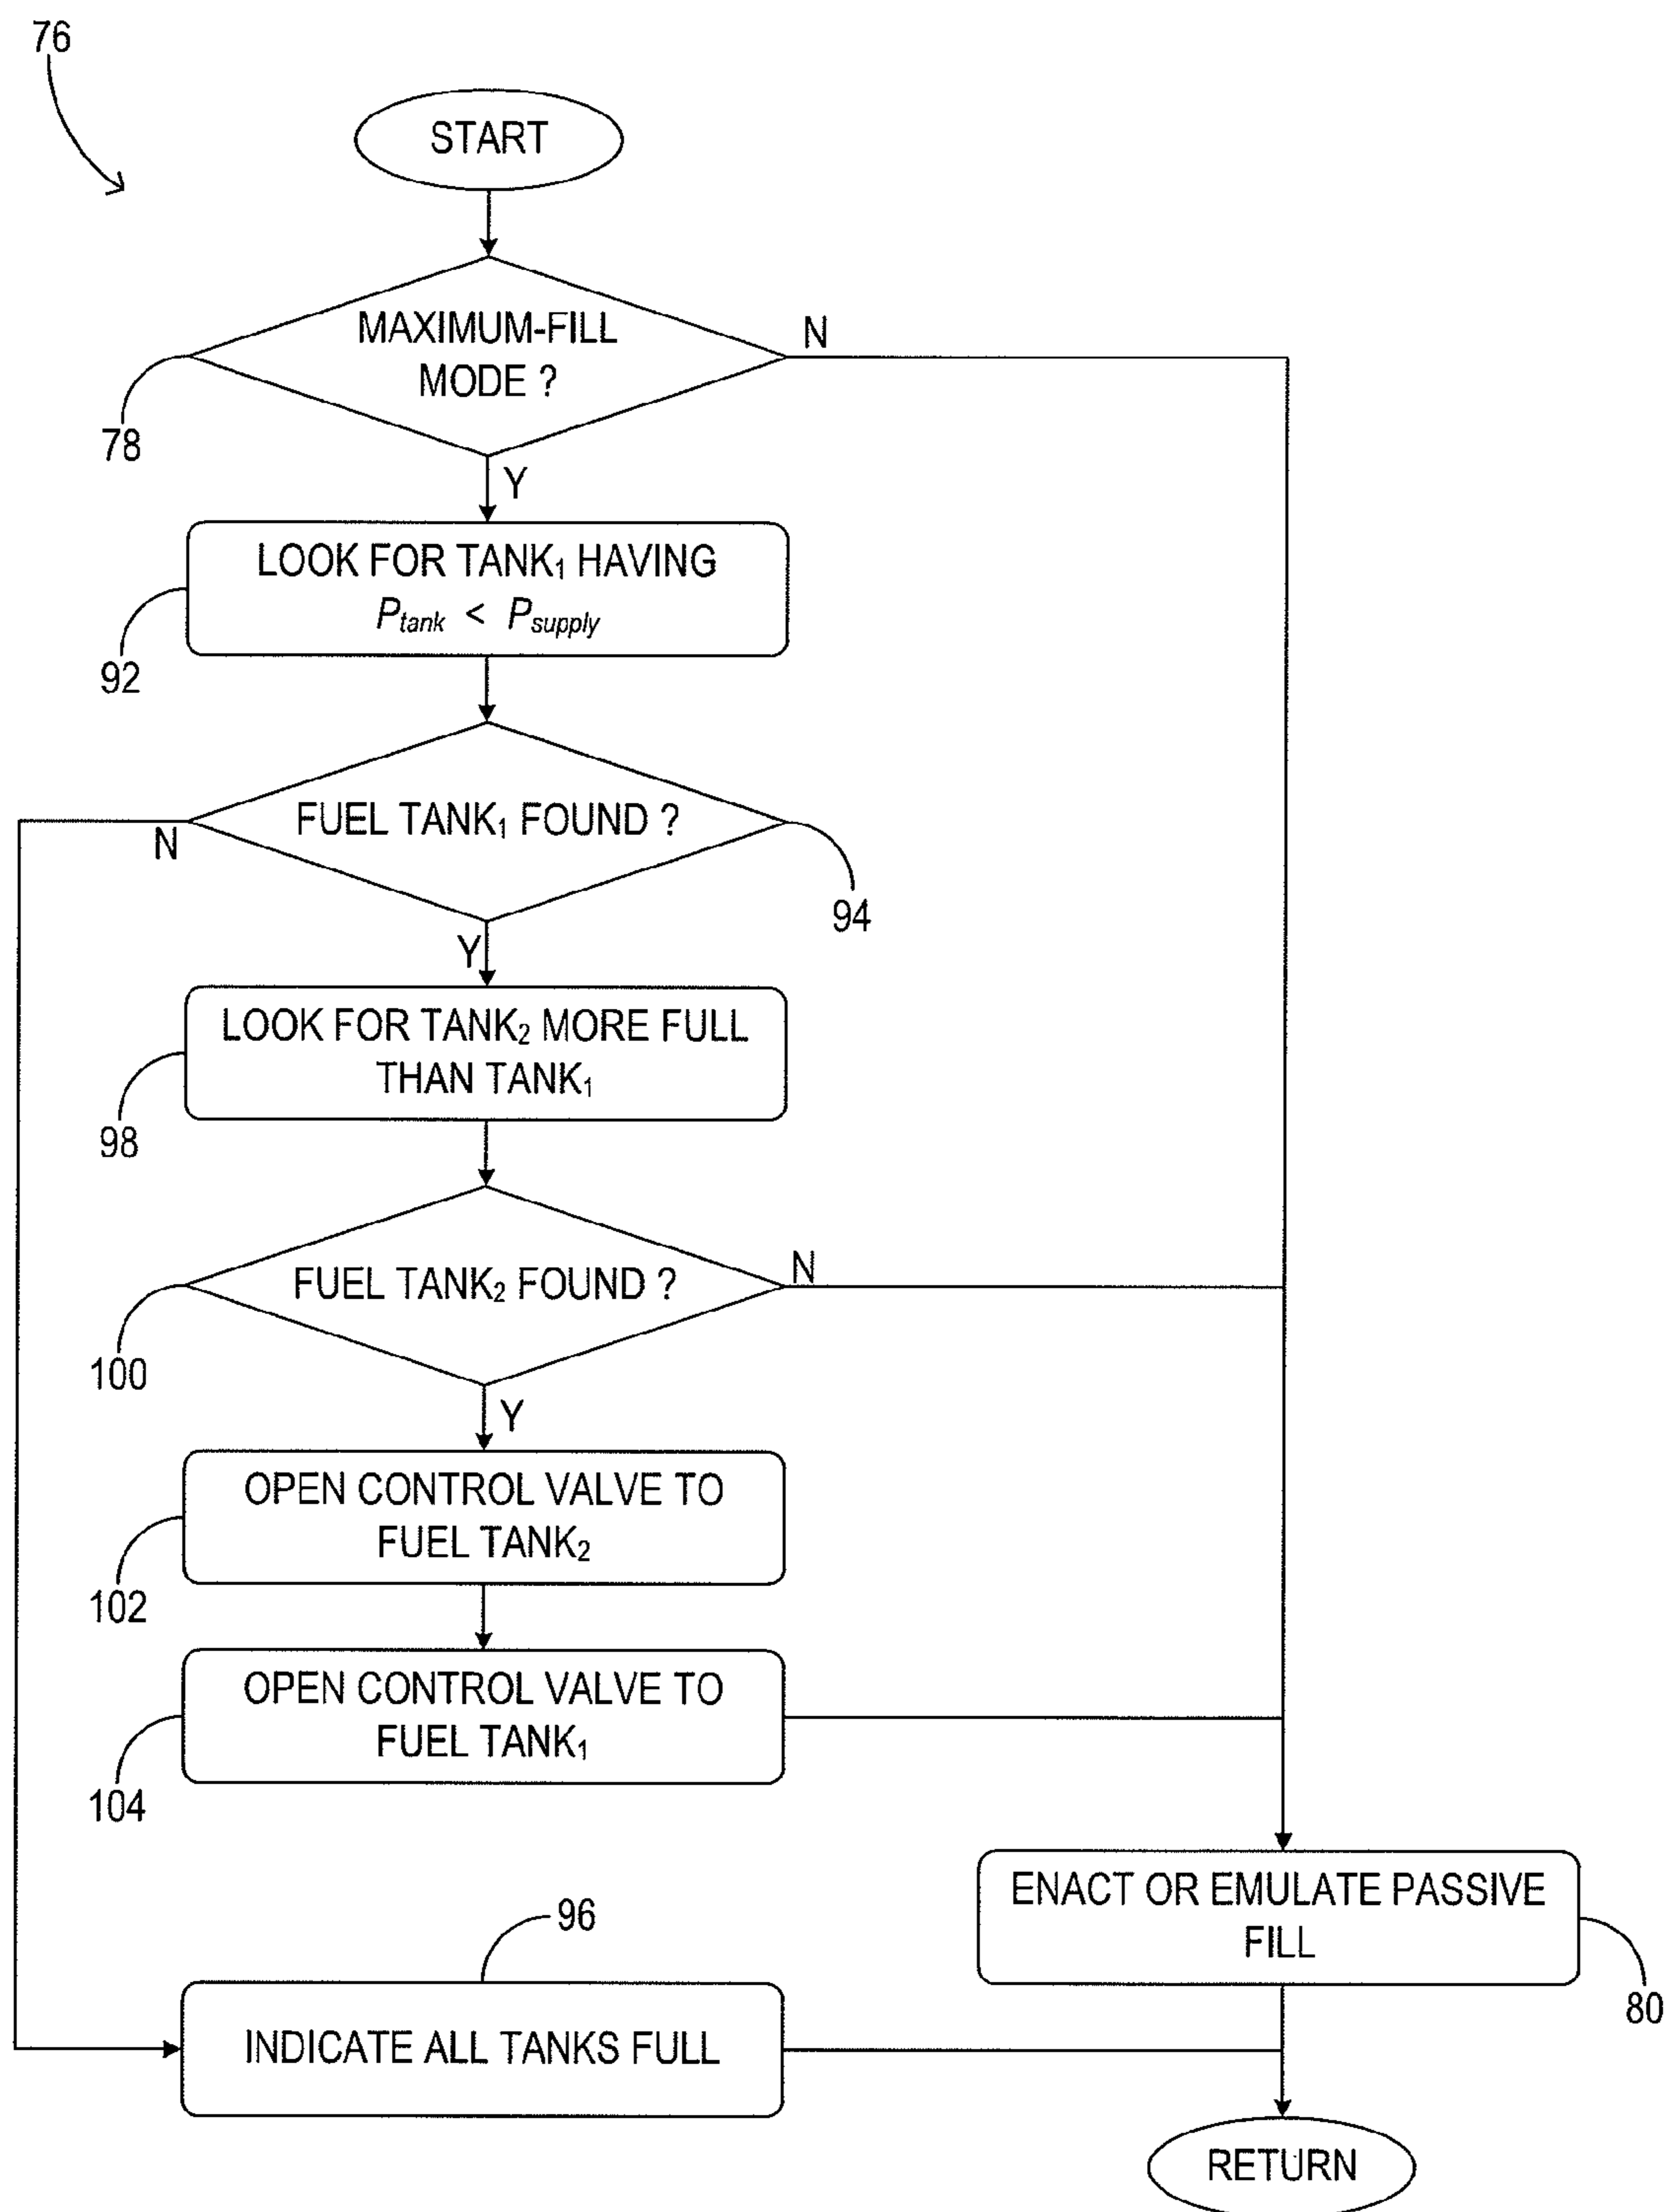 76
START
MAXIMUM-FILL
MODE ?
N
78
Y
LOOK FOR TANK₁ HAVING
P_tank < P_supply
92
FUEL TANK₁ FOUND ?
N
94
Y
LOOK FOR TANK₂ MORE FULL
THAN TANK₁
98
FUEL TANK₂ FOUND ?
N
100
Y
OPEN CONTROL VALVE TO
FUEL TANK₂
102
OPEN CONTROL VALVE TO
FUEL TANK₁
104
ENACT OR EMULATE PASSIVE
FILL
80
96
INDICATE ALL TANKS FULL
RETURN